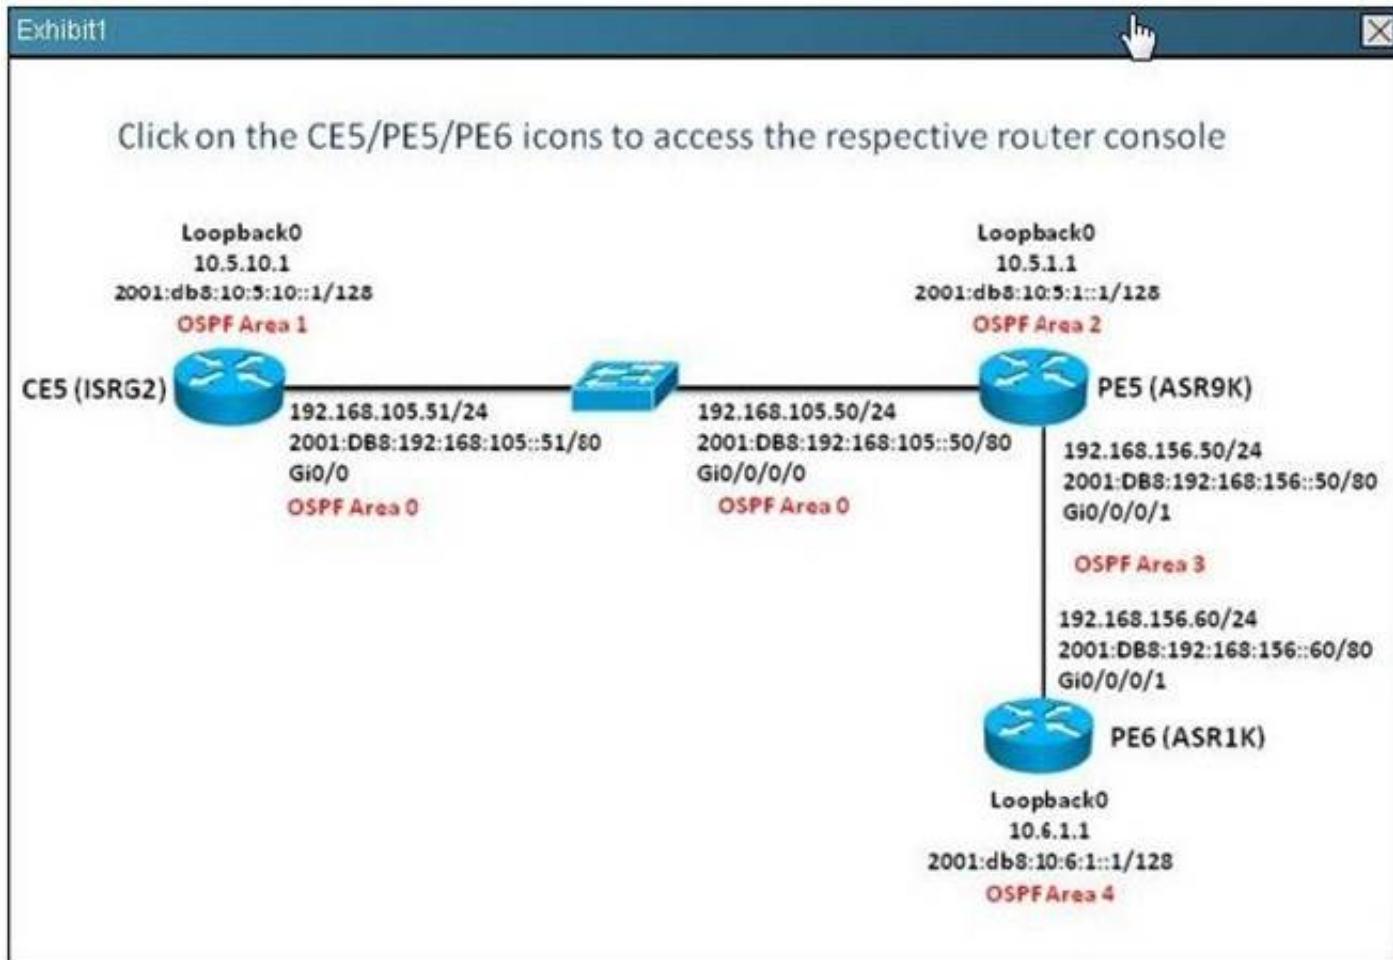 Exhibit1
Click on the CE5/PE5/PE6 icons to access the respective router console
Loopback0
10.5.10.1
2001:db8:10:5:10::1/128
OSPF Area 1
CE5 (ISRG2)
192.168.105.51/24
2001:DB8:192:168:105::51/80
Gi0/0
OSPF Area 0
192.168.105.50/24
2001:DB8:192:168:105::50/80
Gi0/0/0/0
OSPF Area 0
Loopback0
10.5.1.1
2001:db8:10:5:1::1/128
OSPF Area 2
PE5 (ASR9K)
192.168.156.50/24
2001:DB8:192:168:156::50/80
Gi0/0/0/1
OSPF Area 3
192.168.156.60/24
2001:DB8:192:168:156::60/80
Gi0/0/0/1
PE6 (ASR1K)
Loopback0
10.6.1.1
2001:db8:10:6:1::1/128
OSPF Area 4